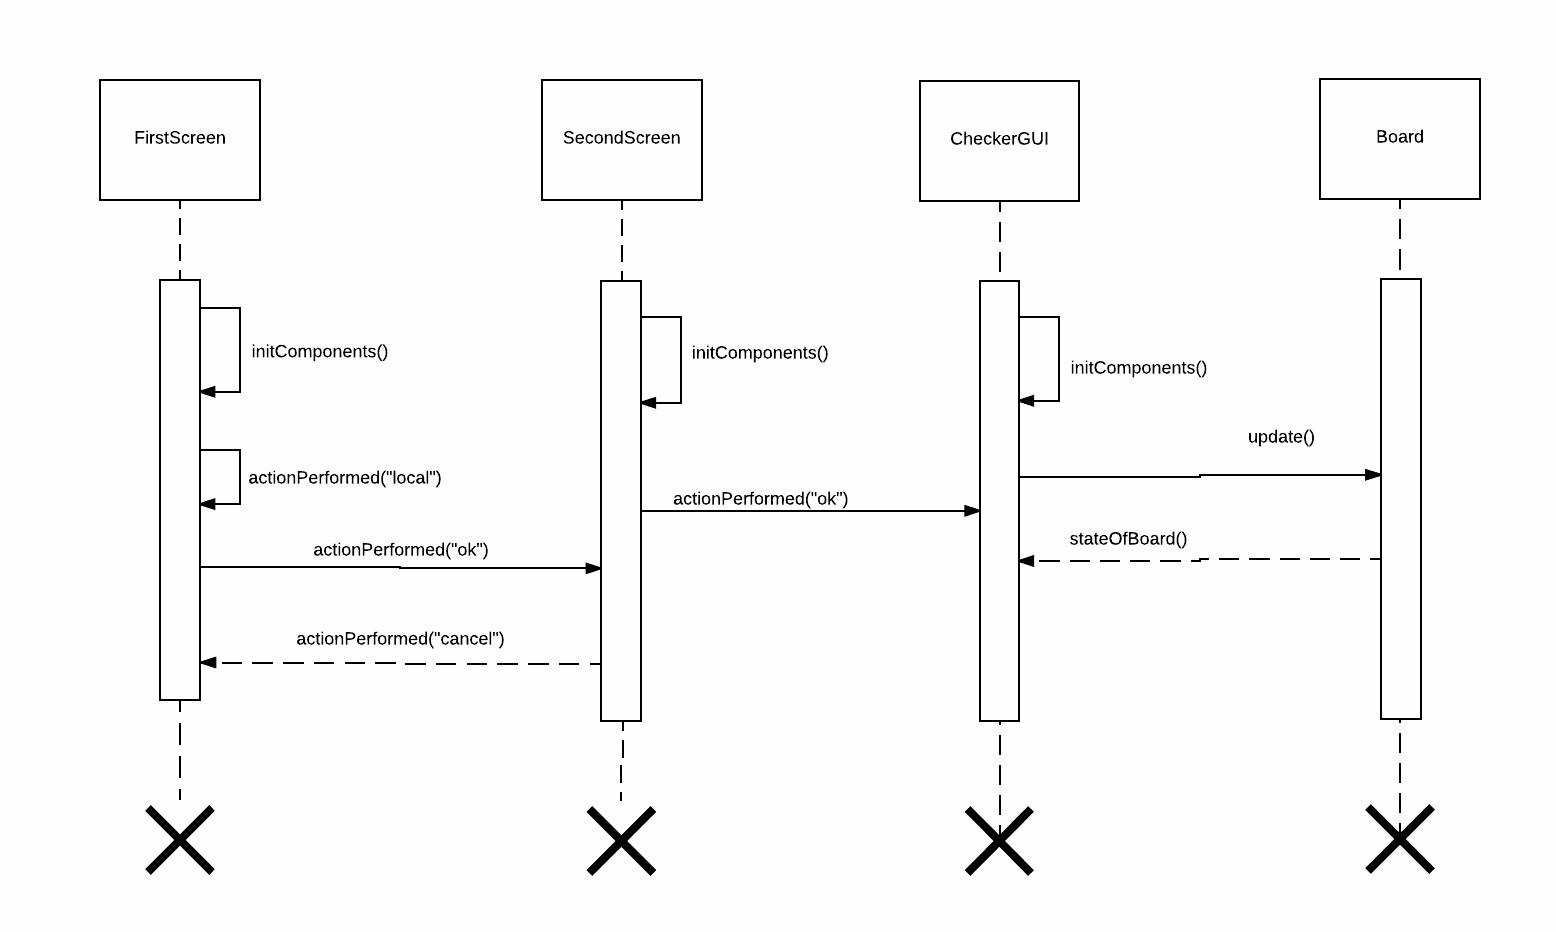 FirstScreen
SecondScreen
CheckerGUI
Board
initComponents()
initComponents()
initComponents()
update()
actionPerformed("local")
actionPerformed("ok")
stateOfBoard()
actionPerformed("ok")
actionPerformed("cancel")